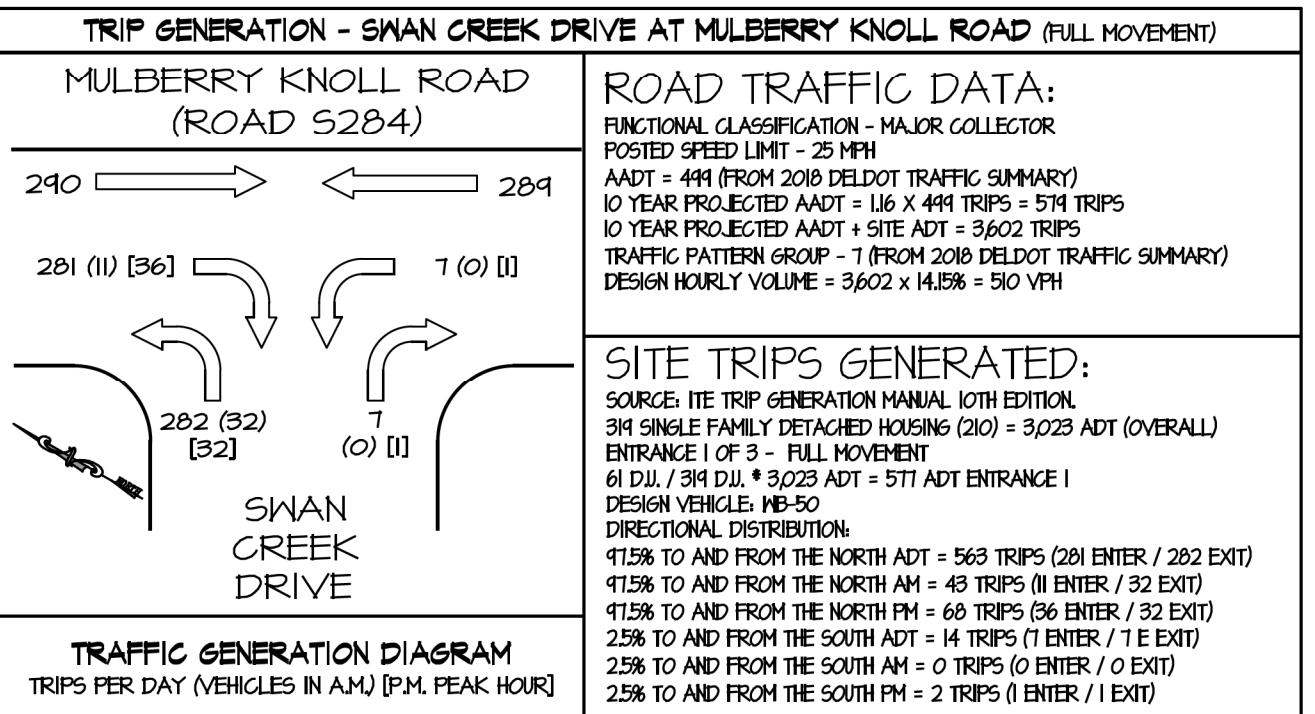 TRIP GENERATION - SWAN CREEK DRIVE AT MULBERRY KNOLL ROAD (FULL MOVEMENT)
MULBERRY KNOLL ROAD
(ROAD S284)
290
289
281 (11) [36]
7 (0) [1]
282 (32)
[32]
7
(0) [1]
NORTH
SWAN
CREEK
DRIVE
TRAFFIC GENERATION DIAGRAM
TRIPS PER DAY (VEHICLES IN A.M.) [P.M. PEAK HOUR]
ROAD TRAFFIC DATA:
FUNCTIONAL CLASSIFICATION - MAJOR COLLECTOR
POSTED SPEED LIMIT - 25 MPH
AADT = 499 (FROM 2018 DELDOT TRAFFIC SUMMARY)
10 YEAR PROJECTED AADT = 1.16 X 499 TRIPS = 579 TRIPS
10 YEAR PROJECTED AADT + SITE ADT = 3,602 TRIPS
TRAFFIC PATTERN GROUP - 7 (FROM 2018 DELDOT TRAFFIC SUMMARY)
DESIGN HOURLY VOLUME = 3,602 x 14.15% = 510 VPH
SITE TRIPS GENERATED:
SOURCE: ITE TRIP GENERATION MANUAL 10TH EDITION.
319 SINGLE FAMILY DETACHED HOUSING (210) = 3,023 ADT (OVERALL)
ENTRANCE 1 OF 3 - FULL MOVEMENT
61 D.U. / 319 D.U. * 3,023 ADT = 577 ADT ENTRANCE 1
DESIGN VEHICLE: WB-50
DIRECTIONAL DISTRIBUTION:
97.5% TO AND FROM THE NORTH ADT = 563 TRIPS (281 ENTER / 282 EXIT)
97.5% TO AND FROM THE NORTH AM = 43 TRIPS (11 ENTER / 32 EXIT)
97.5% TO AND FROM THE NORTH PM = 68 TRIPS (36 ENTER / 32 EXIT)
2.5% TO AND FROM THE SOUTH ADT = 14 TRIPS (7 ENTER / 7 E EXIT)
2.5% TO AND FROM THE SOUTH AM = 0 TRIPS (0 ENTER / 0 EXIT)
2.5% TO AND FROM THE SOUTH PM = 2 TRIPS (1 ENTER / 1 EXIT)